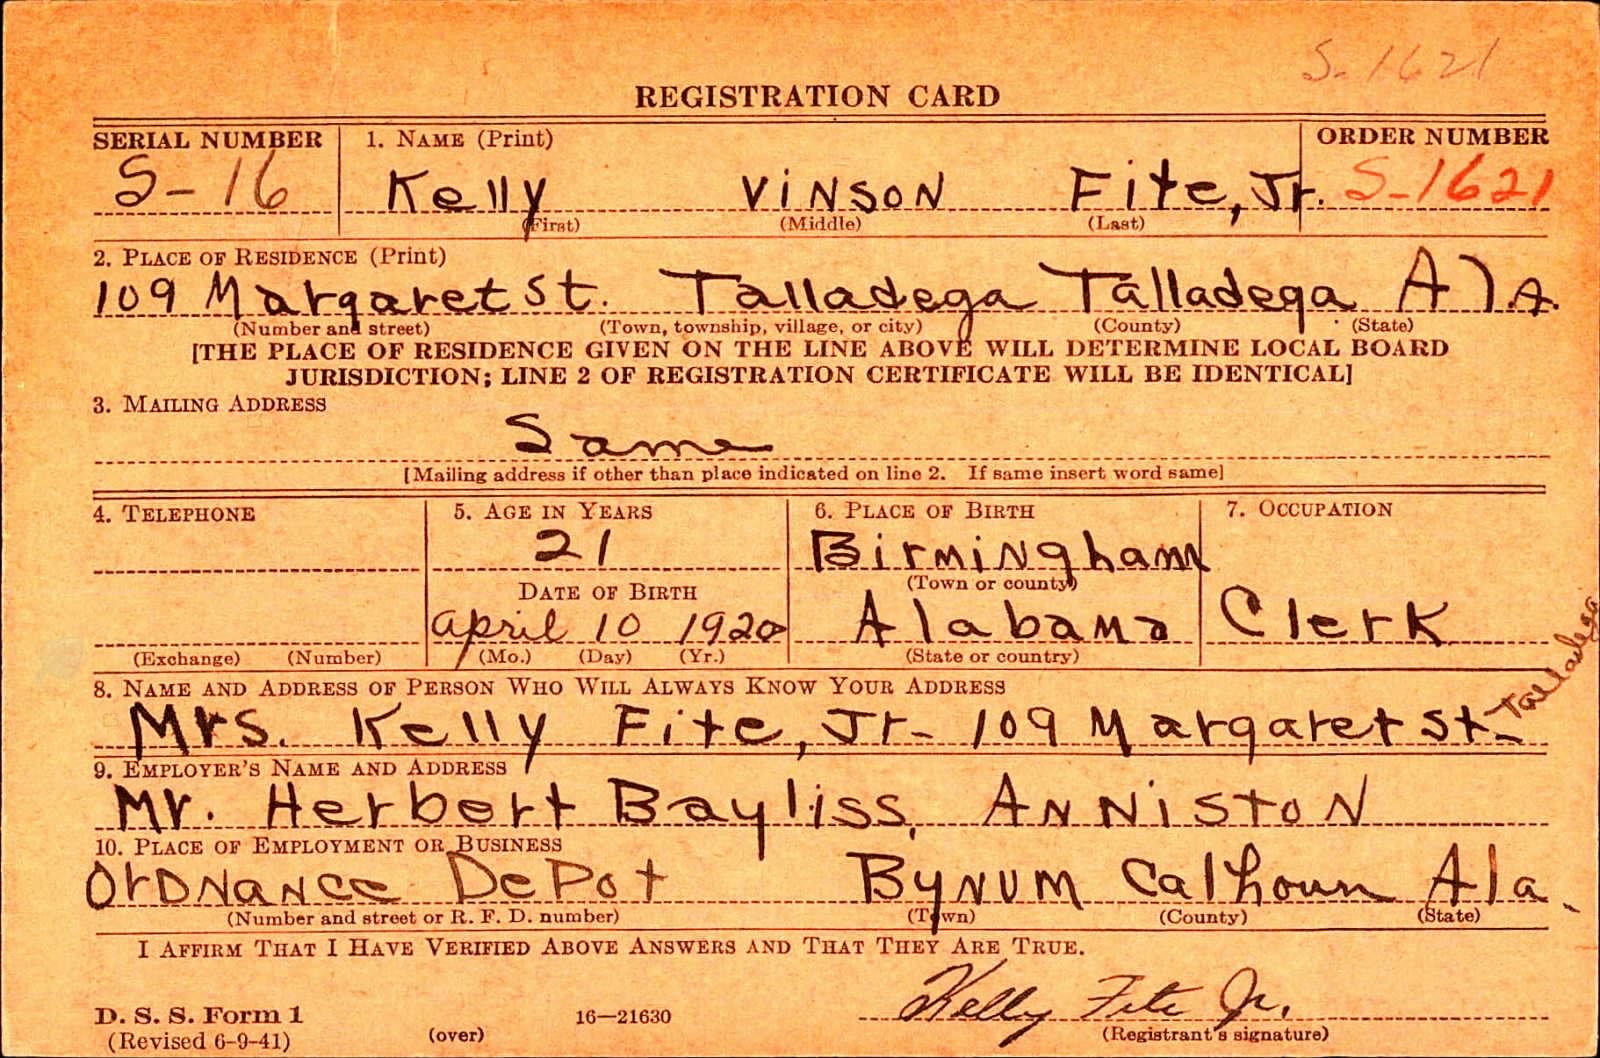 S-1621
REGISTRATION CARD
SERIAL NUMBER 1. NAME (Print) ORDER NUMBER
S-16 Kelly VINSON Fite, Jr. S-1621
(First) (Middle) (Last)
2. PLACE OF RESIDENCE (Print)
109 Margaret St. Talladega Talladega Ala.
(Number and street) (Town, township, village, or city) (County) (State)
[THE PLACE OF RESIDENCE GIVEN ON THE LINE ABOVE WILL DETERMINE LOCAL BOARD
JURISDICTION; LINE 2 OF REGISTRATION CERTIFICATE WILL BE IDENTICAL]
3. MAILING ADDRESS
Same
[Mailing address if other than place indicated on line 2. If same insert word same]
4. TELEPHONE 5. AGE IN YEARS 6. PLACE OF BIRTH 7. OCCUPATION
21 Birmingham
DATE OF BIRTH (Town or county)
April 10 1920 Alabama Clerk
(Exchange) (Number) (Mo.) (Day) (Yr.) (State or country)
8. NAME AND ADDRESS OF PERSON WHO WILL ALWAYS KNOW YOUR ADDRESS
Mrs. Kelly Fite, Jr- 109 Margaret St- Talladega
9. EMPLOYER'S NAME AND ADDRESS
Mr. Herbert Bayliss, ANNiSTON
10. PLACE OF EMPLOYMENT OR BUSINESS
Ordnance Depot Bynum Calhoun Ala.
(Number and street or R. F. D. number) (Town) (County) (State)
I AFFIRM THAT I HAVE VERIFIED ABOVE ANSWERS AND THAT THEY ARE TRUE.
Kelly Fite Jr.
D. S. S. Form 1 16—21630
(Revised 6-9-41) (over) (Registrant's signature)